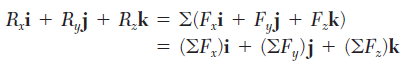 Rₓi + Rᵧj + R_zk = Σ(Fₓi + Fᵧj + F_zk)
= (ΣFₓ)i + (ΣFᵧ)j + (ΣF_z)k